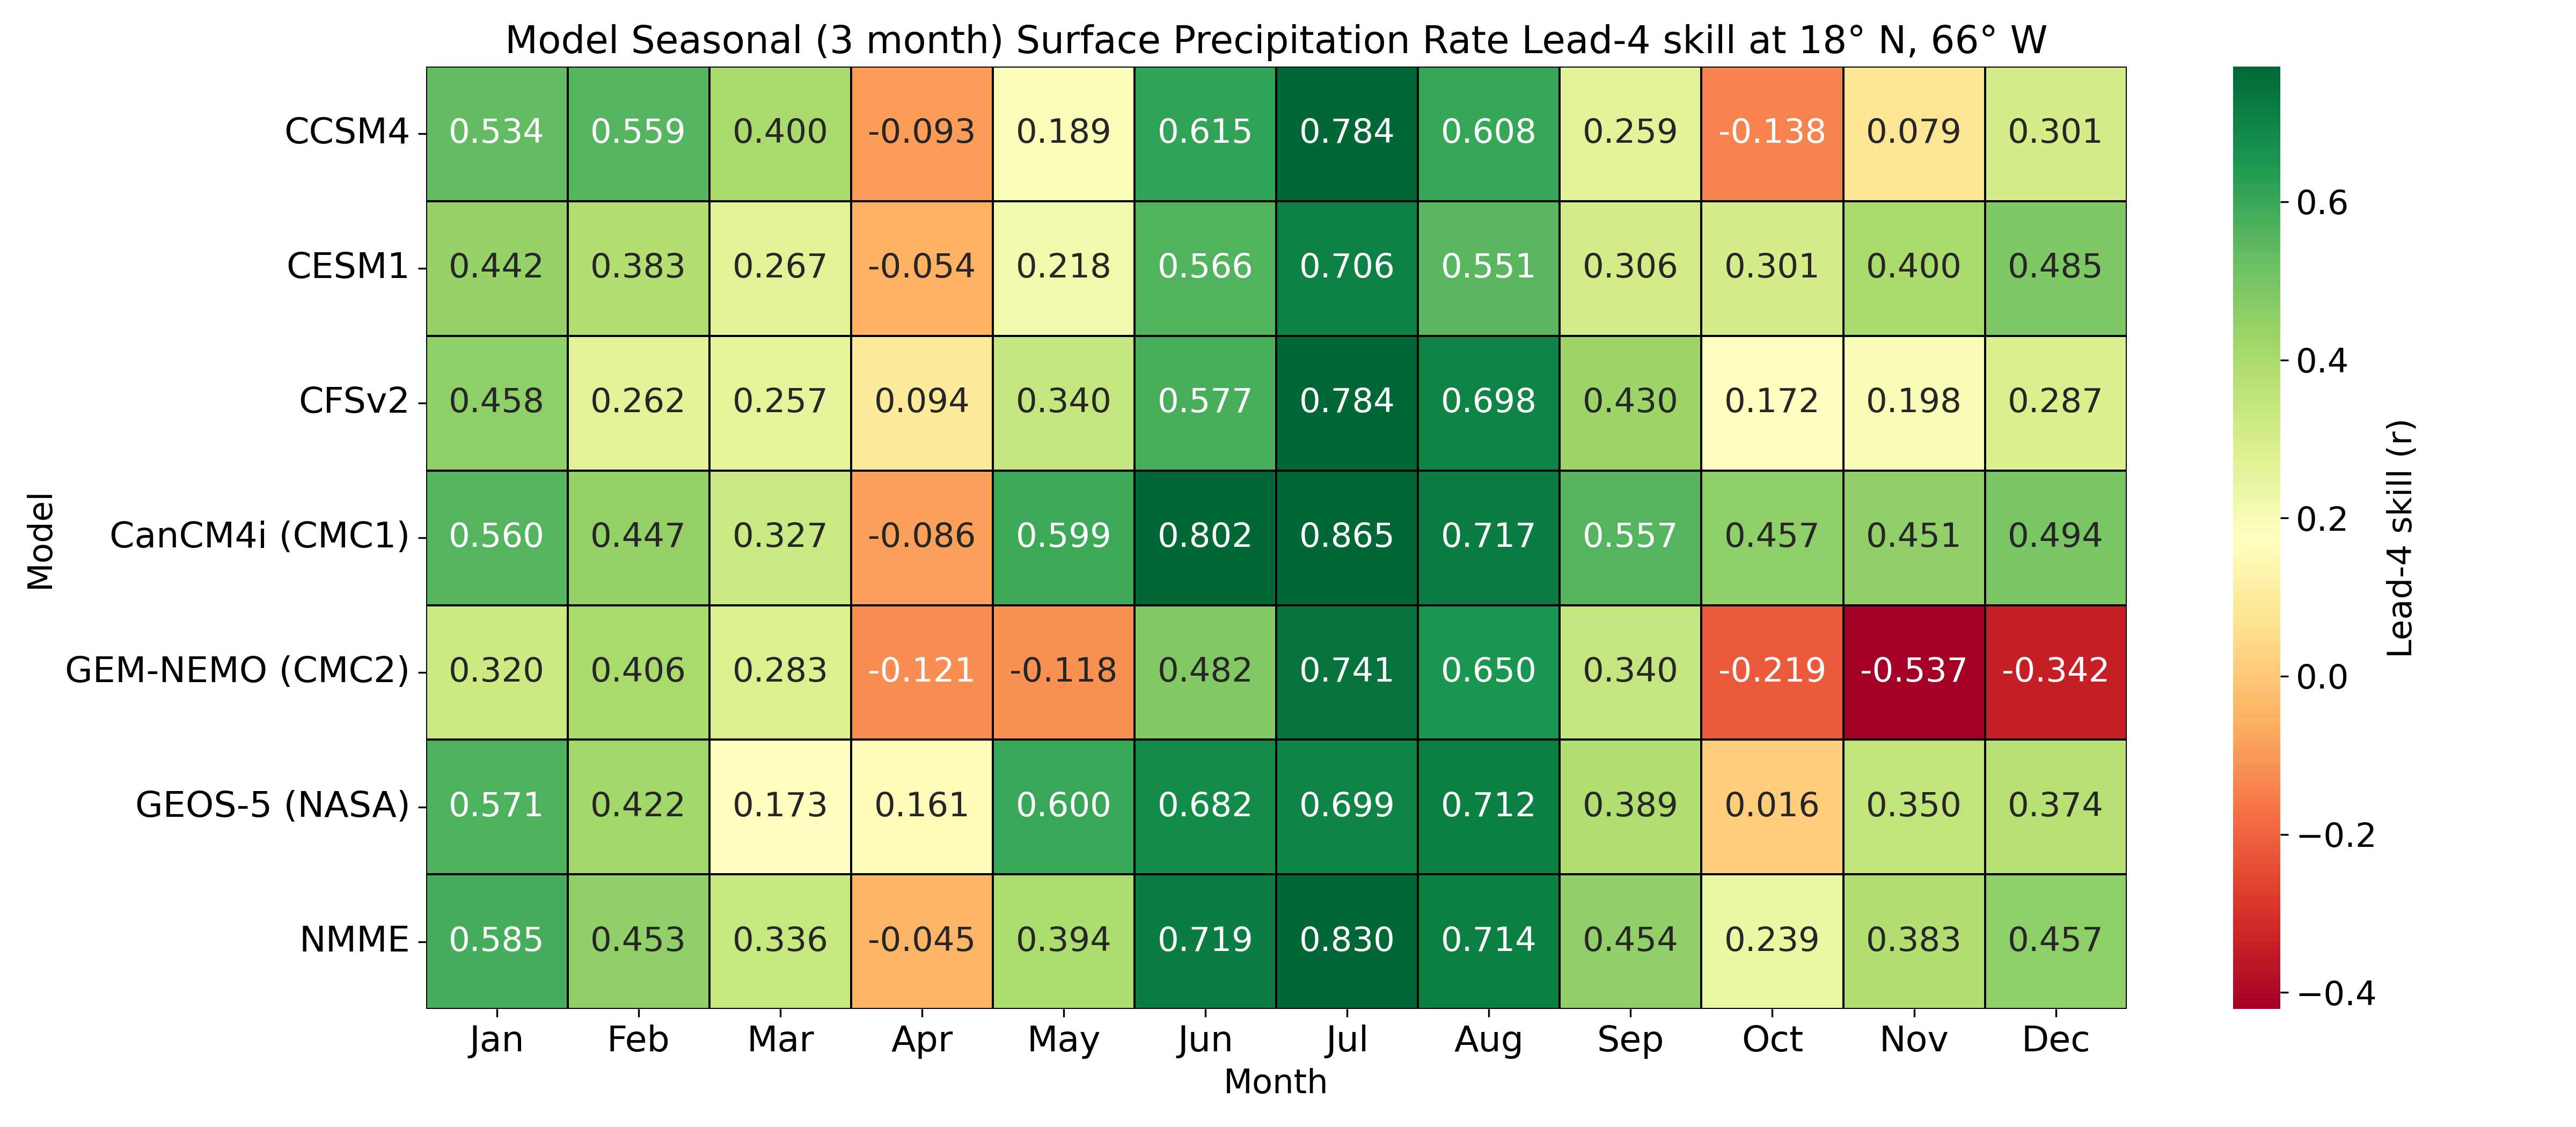 Model Seasonal (3 month) Surface Precipitation Rate Lead-4 skill at 18° N, 66° W
Model
CCSM4 0.534 0.559 0.400 -0.093 0.189 0.615 0.784 0.608 0.259 -0.138 0.079 0.301
CESM1 0.442 0.383 0.267 -0.054 0.218 0.566 0.706 0.551 0.306 0.301 0.400 0.485
CFSv2 0.458 0.262 0.257 0.094 0.340 0.577 0.784 0.698 0.430 0.172 0.198 0.287
CanCM4i (CMC1) 0.560 0.447 0.327 -0.086 0.599 0.802 0.865 0.717 0.557 0.457 0.451 0.494
GEM-NEMO (CMC2) 0.320 0.406 0.283 -0.121 -0.118 0.482 0.741 0.650 0.340 -0.219 -0.537 -0.342
GEOS-5 (NASA) 0.571 0.422 0.173 0.161 0.600 0.682 0.699 0.712 0.389 0.016 0.350 0.374
NMME 0.585 0.453 0.336 -0.045 0.394 0.719 0.830 0.714 0.454 0.239 0.383 0.457
Jan Feb Mar Apr May Jun Jul Aug Sep Oct Nov Dec
Month
0.6
0.4
0.2
0.0
−0.2
−0.4
Lead-4 skill (r)